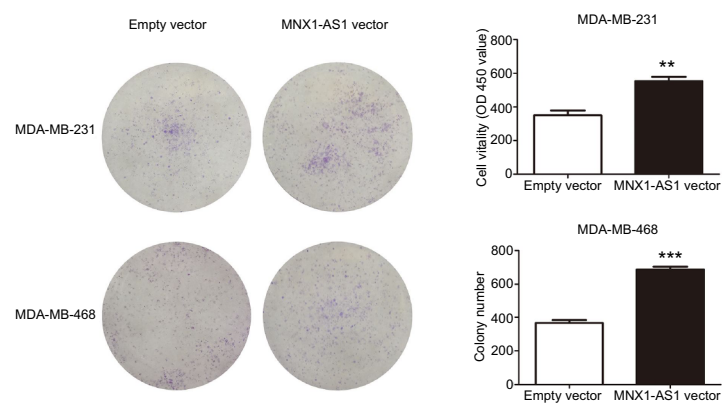 Empty vector
MNX1-AS1 vector
MDA-MB-231
MDA-MB-468
MDA-MB-231
Cell vitality (OD 450 value)
800
600
400
200
0
**
Empty vector
MNX1-AS1 vector
MDA-MB-468
Colony number
800
600
400
200
0
***
Empty vector
MNX1-AS1 vector